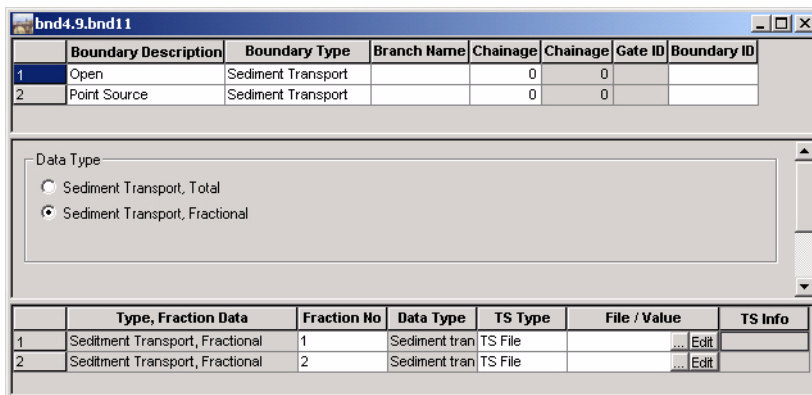 bnd4.9.bnd11
Boundary Description Boundary Type Branch Name Chainage Chainage Gate ID Boundary ID
1 Open Sediment Transport 0 0
2 Point Source Sediment Transport 0 0
Data Type
Sediment Transport, Total
Sediment Transport, Fractional
Type, Fraction Data Fraction No Data Type TS Type File / Value TS Info
1 Seditment Transport, Fractional 1 Sediment tran TS File ... Edit
2 Seditment Transport, Fractional 2 Sediment tran TS File ... Edit